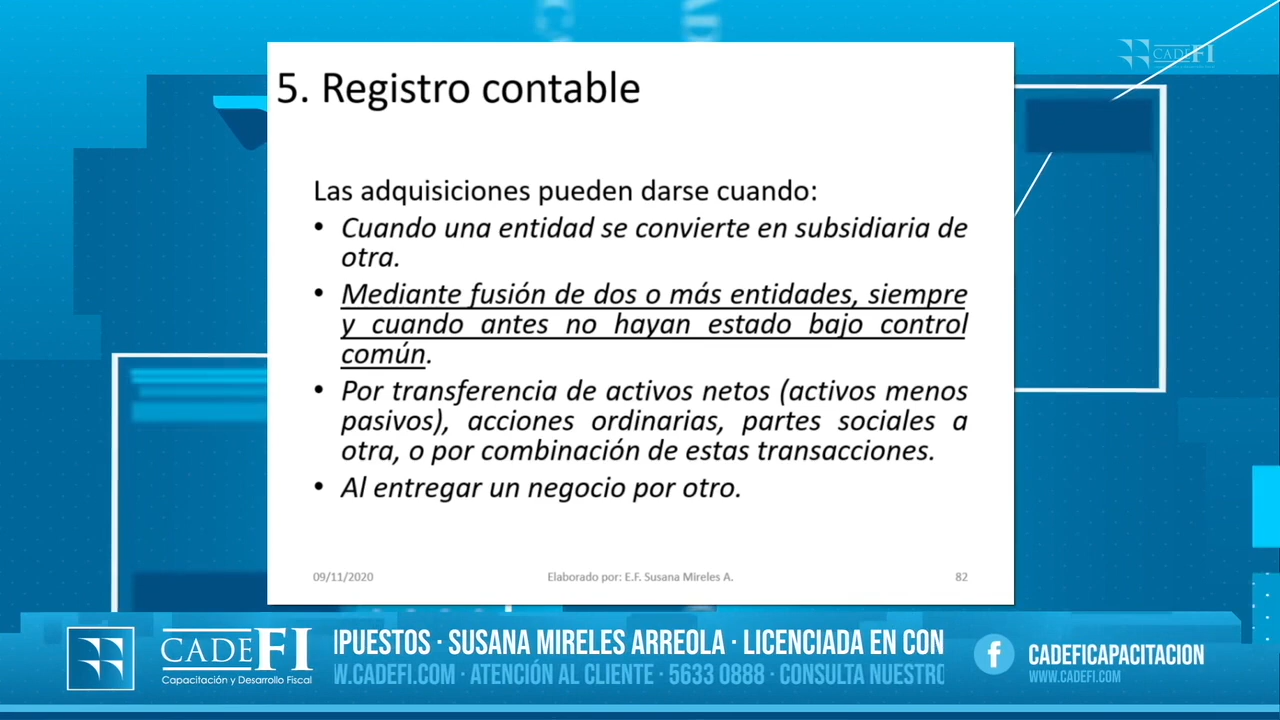 CADEFI
5. Registro contable
Las adquisiciones pueden darse cuando:
• Cuando una entidad se convierte en subsidiaria de
otra.
• Mediante fusión de dos o más entidades, siempre
y cuando antes no hayan estado bajo control
común.
• Por transferencia de activos netos (activos menos
pasivos), acciones ordinarias, partes sociales a
otra, o por combinación de estas transacciones.
• Al entregar un negocio por otro.
09/11/2020
Elaborado por: E.F. Susana Mireles A.
82
CADEFI
Capacitación y Desarrollo Fiscal
IPUESTOS · SUSANA MIRELES ARREOLA · LICENCIADA EN CON
W.CADEFI.COM · ATENCIÓN AL CLIENTE · 5633 0888 · CONSULTA NUESTRO
CADEFICAPACITACION
WWW.CADEFI.COM